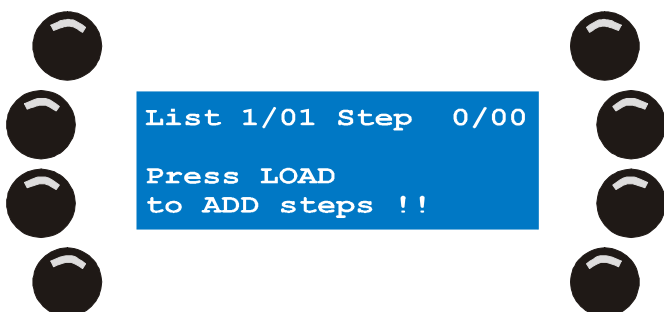 List 1/01 Step  0/00
Press LOAD
to ADD steps !!